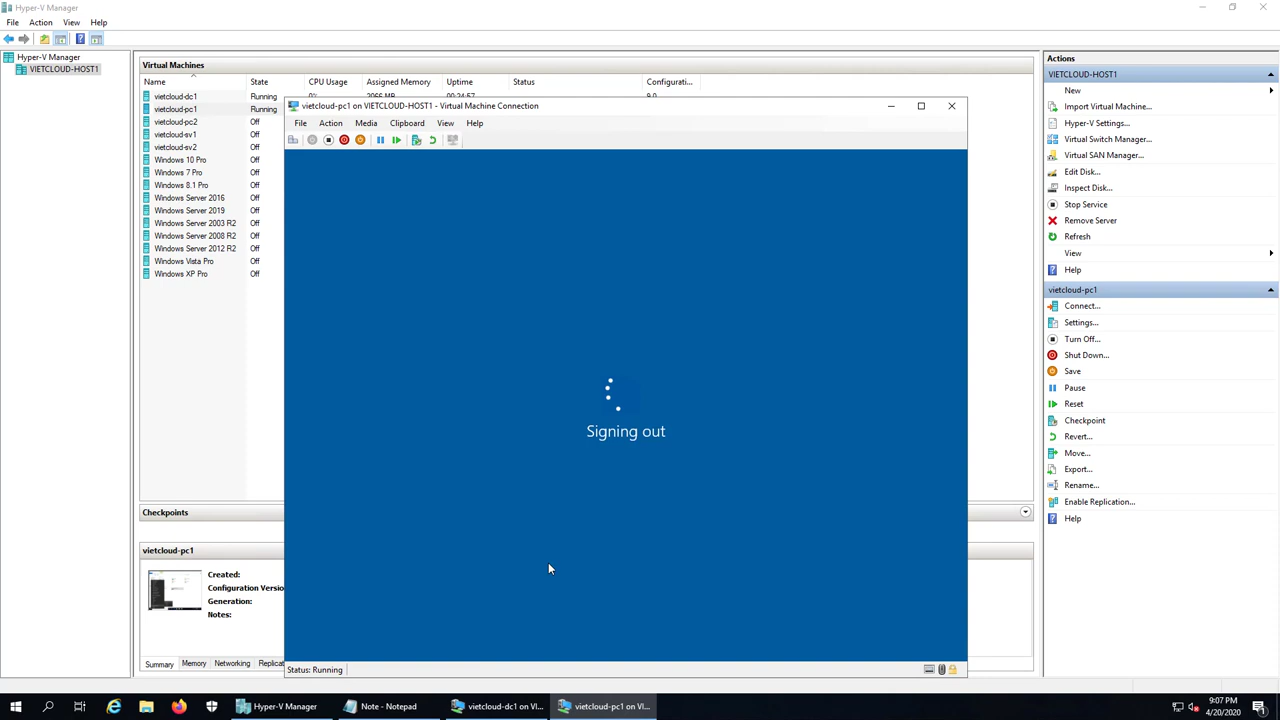 Hyper-V Manager
File Action View Help
Hyper-V Manager
VIETCLOUD-HOST1
Virtual Machines
Name State CPU Usage Assigned Memory Uptime Status Configurati...
vietcloud-dc1 Running 0% 2066 MB 00:24:57 9.0
vietcloud-pc1 Running
vietcloud-pc2 Off
vietcloud-sv1 Off
vietcloud-sv2 Off
Windows 10 Pro Off
Windows 7 Pro Off
Windows 8.1 Pro Off
Windows Server 2016 Off
Windows Server 2019 Off
Windows Server 2003 R2 Off
Windows Server 2008 R2 Off
Windows Server 2012 R2 Off
Windows Vista Pro Off
Windows XP Pro Off
vietcloud-pc1 on VIETCLOUD-HOST1 - Virtual Machine Connection
File Action Media Clipboard View Help
Signing out
Status: Running
Checkpoints
vietcloud-pc1
Created:
Configuration Versio
Generation:
Notes:
Summary Memory Networking Replicat
Actions
VIETCLOUD-HOST1
New
Import Virtual Machine...
Hyper-V Settings...
Virtual Switch Manager...
Virtual SAN Manager...
Edit Disk...
Inspect Disk...
Stop Service
Remove Server
Refresh
View
Help
vietcloud-pc1
Connect...
Settings...
Turn Off...
Shut Down...
Save
Pause
Reset
Checkpoint
Revert...
Move...
Export...
Rename...
Enable Replication...
Help
Hyper-V Manager
Note - Notepad
vietcloud-dc1 on VI...
vietcloud-pc1 on VI...
9:07 PM
4/20/2020